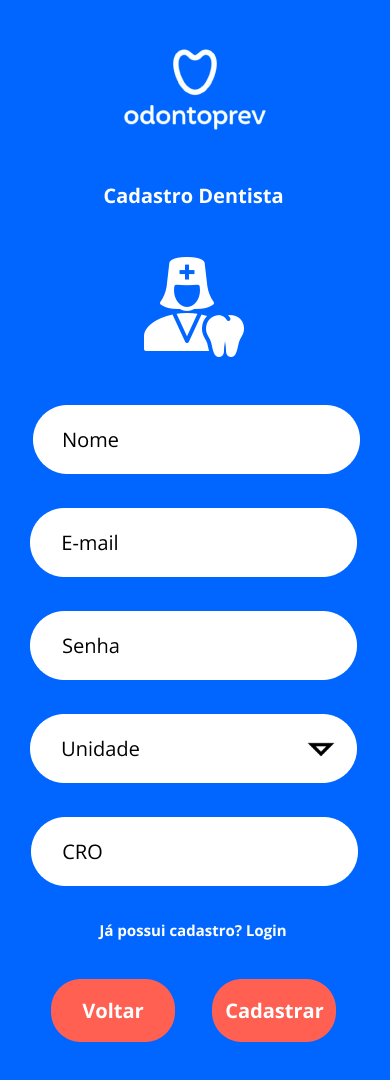 odontoprev
Cadastro Dentista
Nome
E-mail
Senha
Unidade
CRO
Já possui cadastro? Login
Voltar
Cadastrar